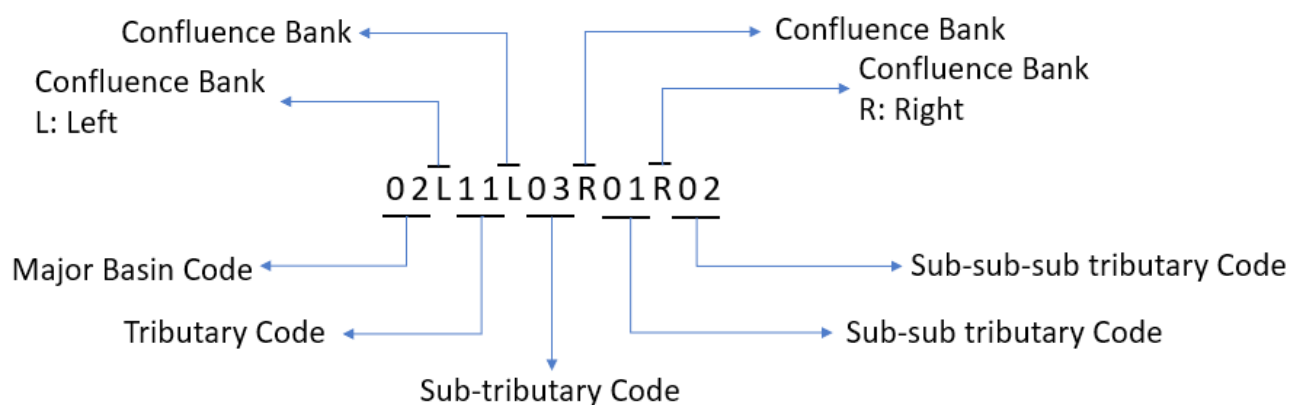 Confluence Bank
Confluence Bank
Confluence Bank
L: Left
Confluence Bank
R: Right
02L11L03R01R02
Major Basin Code
Sub-sub-sub tributary Code
Tributary Code
Sub-sub tributary Code
Sub-tributary Code